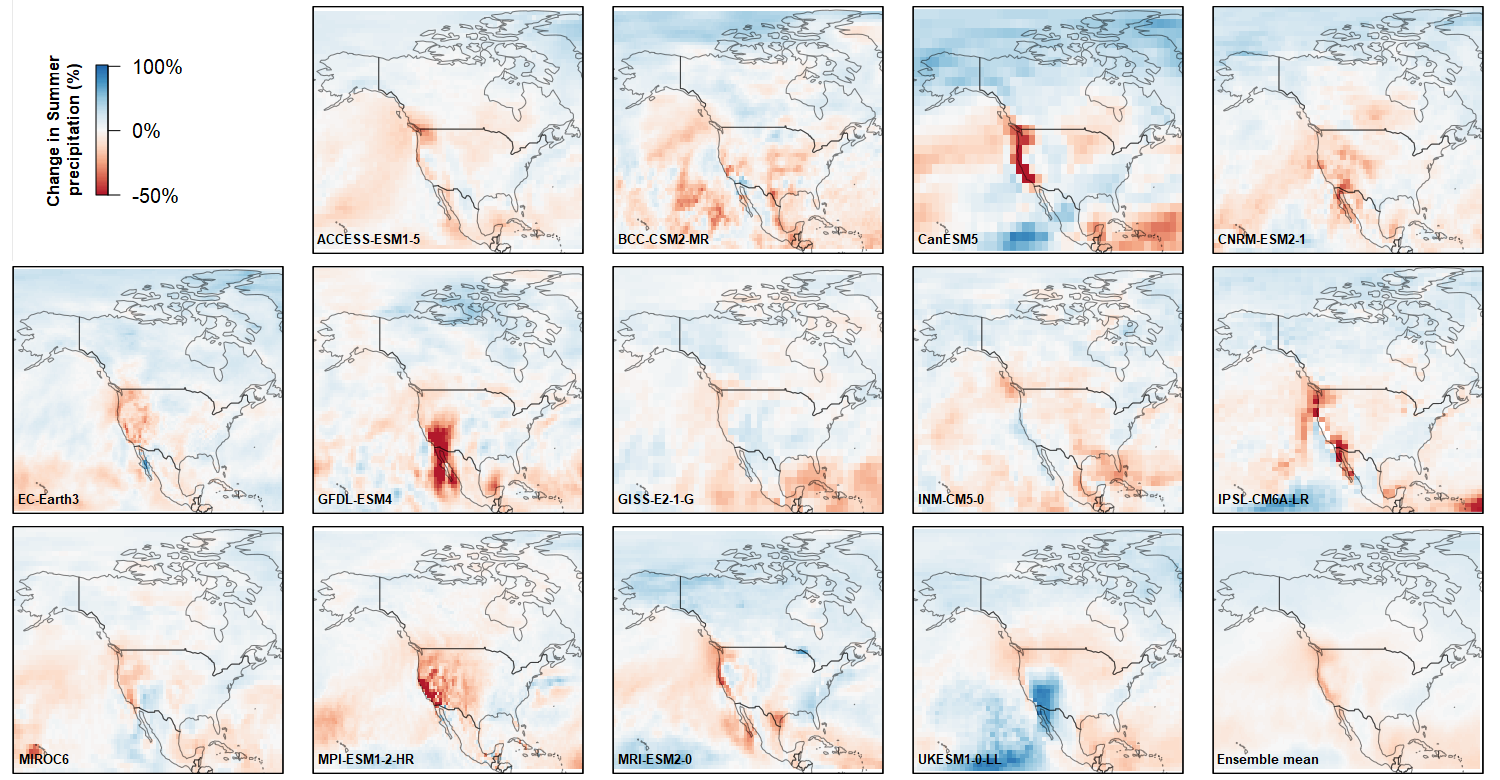 Change in Summer
precipitation (%)
100%
0%
-50%
ACCESS-ESM1-5
BCC-CSM2-MR
CanESM5
CNRM-ESM2-1
EC-Earth3
GFDL-ESM4
GISS-E2-1-G
INM-CM5-0
IPSL-CM6A-LR
MIROC6
MPI-ESM1-2-HR
MRI-ESM2-0
UKESM1-0-LL
Ensemble mean